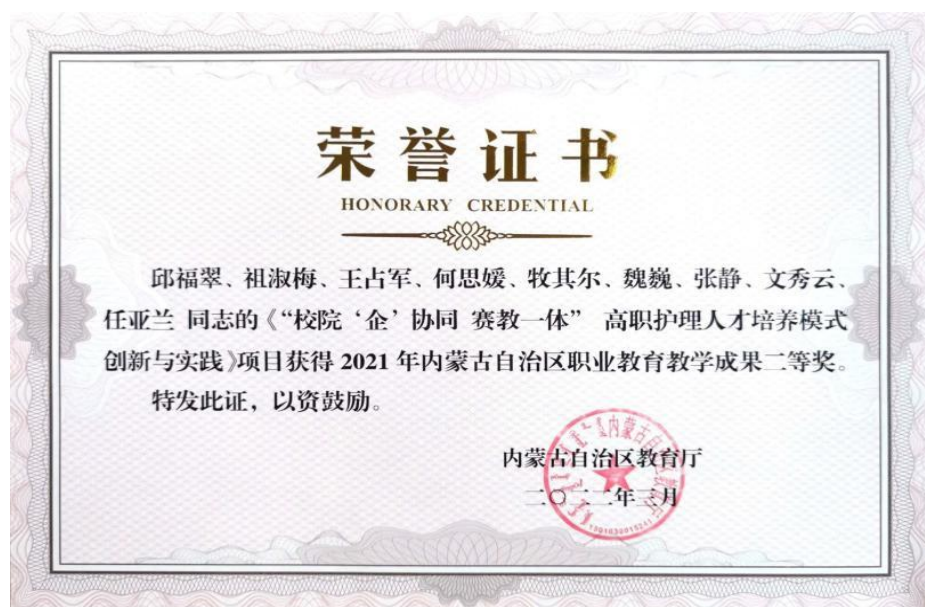 荣誉证书
HONORARY CREDENTIAL
邱福翠、祖淑梅、王占军、何思媛、牧其尔、魏巍、张静、文秀云、
任亚兰 同志的《“校院‘企’协同 赛教一体” 高职护理人才培养模式
创新与实践》项目获得 2021 年内蒙古自治区职业教育教学成果二等奖。
特发此证，以资鼓励。
内蒙古自治区教育厅
二〇二二年三月